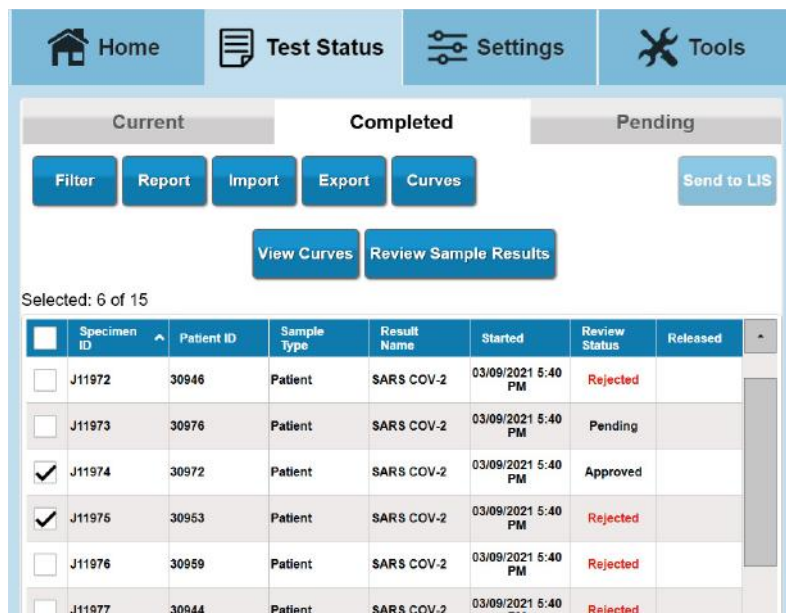 Home Test Status Settings Tools
Current Completed Pending
Filter Report Import Export Curves Send to LIS
View Curves Review Sample Results
Selected: 6 of 15
Specimen ID Patient ID Sample Type Result Name Started Review Status Released
J11972 30946 Patient SARS COV-2 03/09/2021 5:40 PM Rejected
J11973 30976 Patient SARS COV-2 03/09/2021 5:40 PM Pending
J11974 30972 Patient SARS COV-2 03/09/2021 5:40 PM Approved
J11975 30953 Patient SARS COV-2 03/09/2021 5:40 PM Rejected
J11976 30959 Patient SARS COV-2 03/09/2021 5:40 PM Rejected
J11977 30944 Patient SARS COV-2 03/09/2021 5:40 Rejected